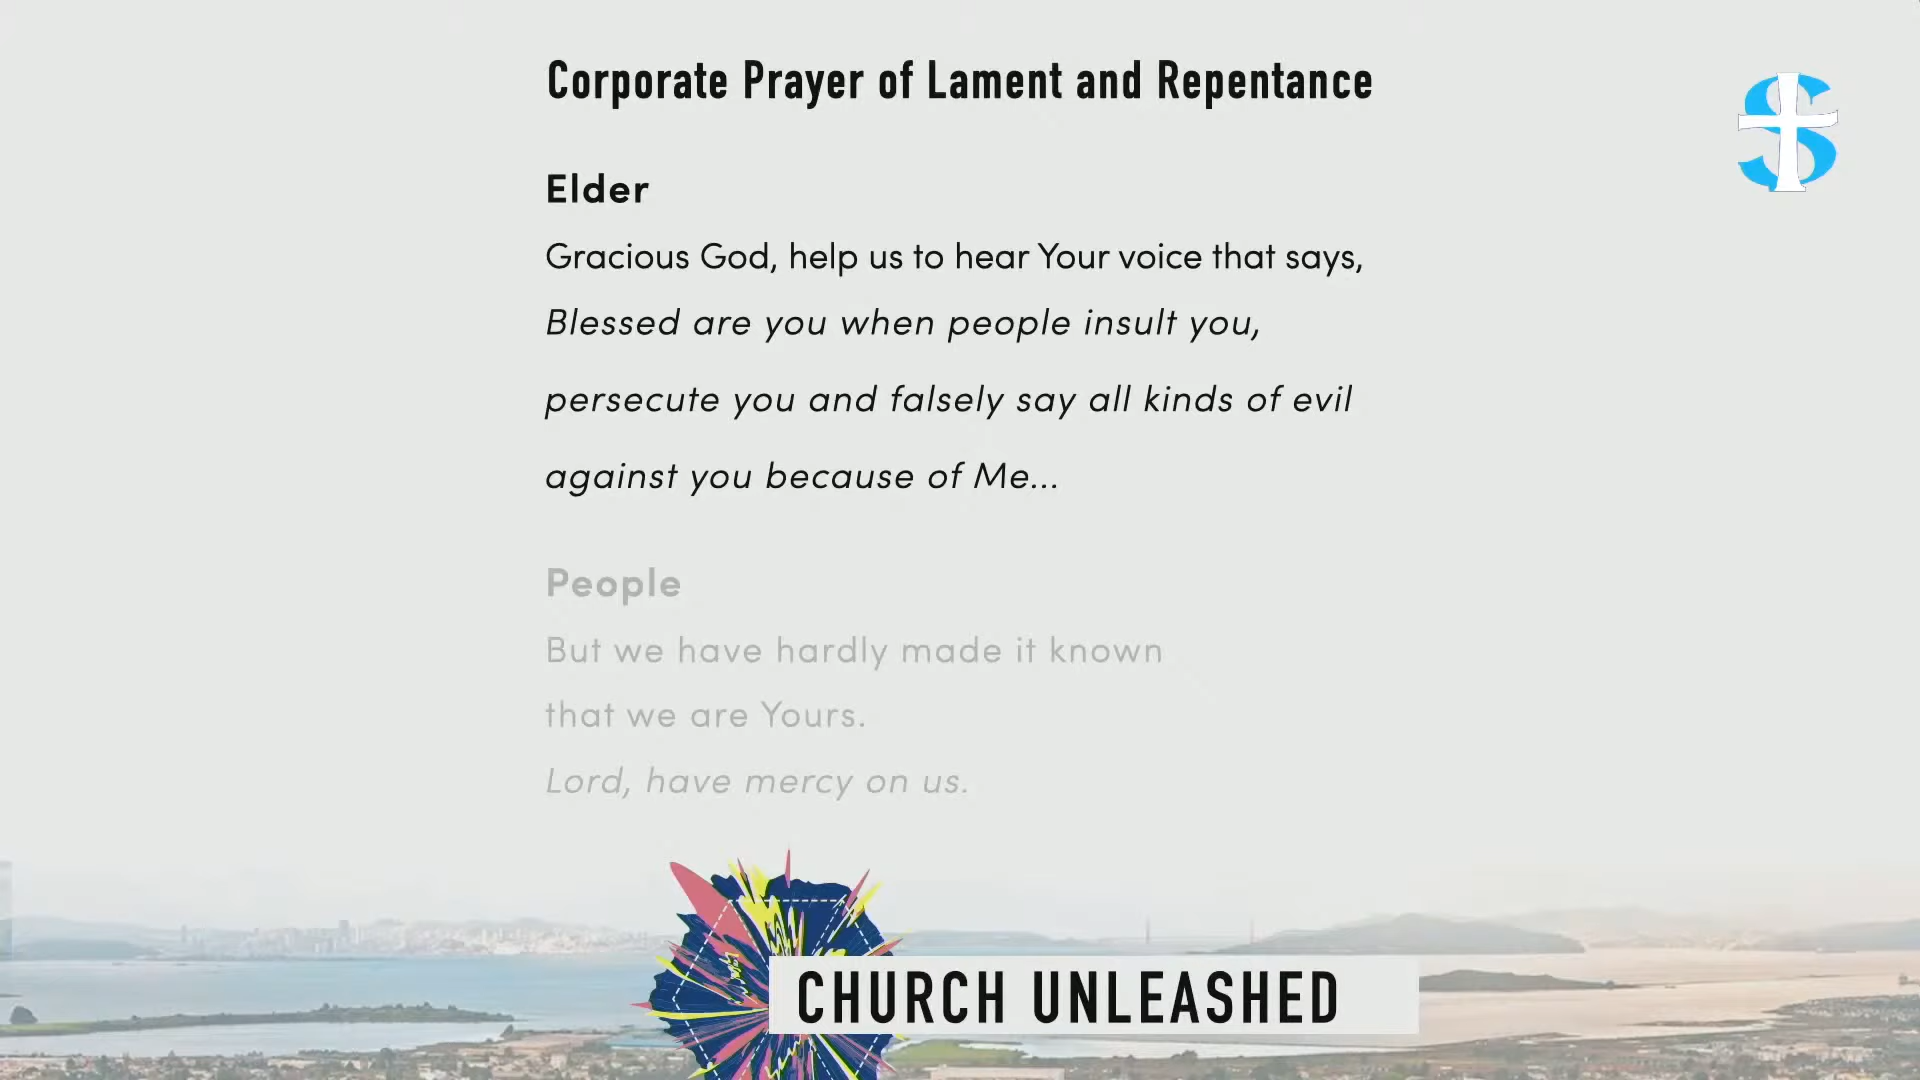 Corporate Prayer of Lament and Repentance
Elder
Gracious God, help us to hear Your voice that says,
Blessed are you when people insult you,
persecute you and falsely say all kinds of evil
against you because of Me...
People
But we have hardly made it known
that we are Yours.
Lord, have mercy on us.
CHURCH UNLEASHED